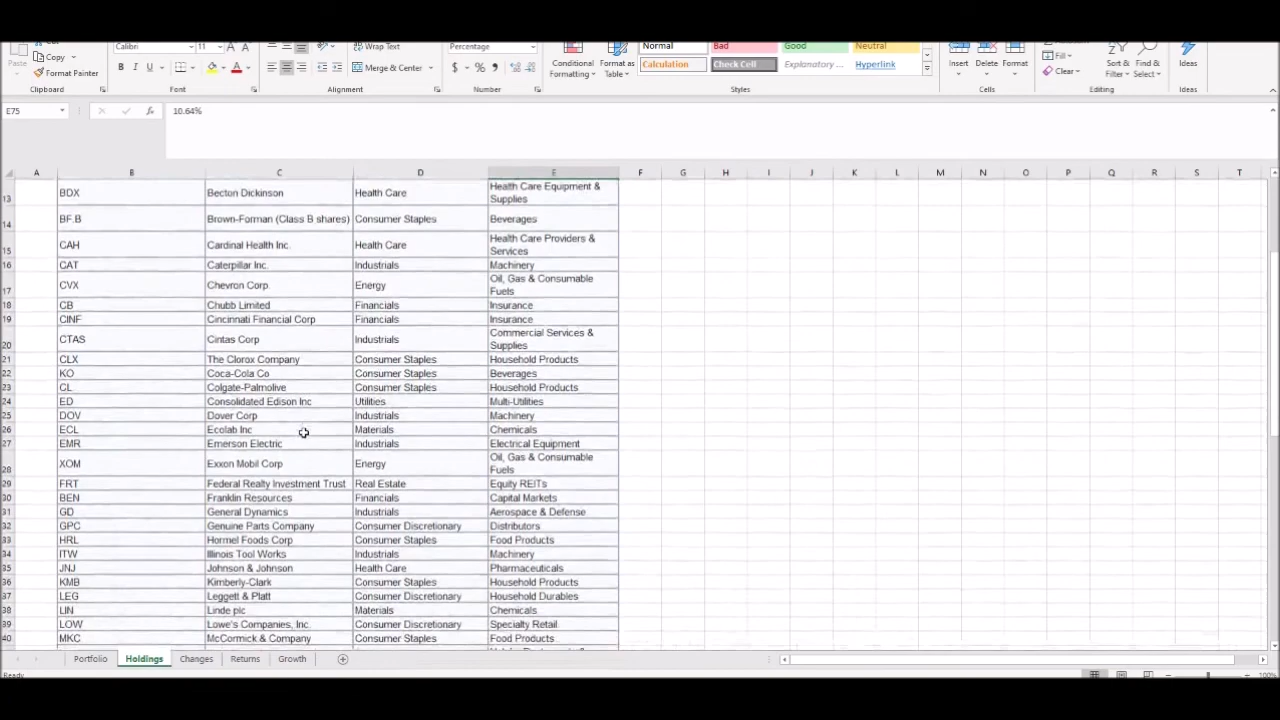 Copy
Format Painter
Clipboard
Calibri 11 A A
B I U
Font
Wrap Text
Merge & Center
Alignment
Percentage
$ % 9
Number
Conditional Formatting
Format as Table
Normal Bad Good Neutral
Calculation Check Cell Explanatory ... Hyperlink
Styles
Insert Delete Format
Cells
Fill
Clear
Sort & Filter
Find & Select
Editing
Ideas
Ideas
E75 fx 10.64%
A B C D E F G H I J K L M N O P Q R S T
13 BDX Becton Dickinson Health Care Health Care Equipment & Supplies
14 BF.B Brown-Forman (Class B shares) Consumer Staples Beverages
15 CAH Cardinal Health Inc. Health Care Health Care Providers & Services
16 CAT Caterpillar Inc. Industrials Machinery
17 CVX Chevron Corp. Energy Oil, Gas & Consumable Fuels
18 CB Chubb Limited Financials Insurance
19 CINF Cincinnati Financial Corp Financials Insurance
20 CTAS Cintas Corp Industrials Commercial Services & Supplies
21 CLX The Clorox Company Consumer Staples Household Products
22 KO Coca-Cola Co Consumer Staples Beverages
23 CL Colgate-Palmolive Consumer Staples Household Products
24 ED Consolidated Edison Inc Utilities Multi-Utilities
25 DOV Dover Corp Industrials Machinery
26 ECL Ecolab Inc Materials Chemicals
27 EMR Emerson Electric Industrials Electrical Equipment
28 XOM Exxon Mobil Corp Energy Oil, Gas & Consumable Fuels
29 FRT Federal Realty Investment Trust Real Estate Equity REITs
30 BEN Franklin Resources Financials Capital Markets
31 GD General Dynamics Industrials Aerospace & Defense
32 GPC Genuine Parts Company Consumer Discretionary Distributors
33 HRL Hormel Foods Corp Consumer Staples Food Products
34 ITW Illinois Tool Works Industrials Machinery
35 JNJ Johnson & Johnson Health Care Pharmaceuticals
36 KMB Kimberly-Clark Consumer Staples Household Products
37 LEG Leggett & Platt Consumer Discretionary Household Durables
38 LIN Linde plc Materials Chemicals
39 LOW Lowe's Companies, Inc. Consumer Discretionary Specialty Retail
40 MKC McCormick & Company Consumer Staples Food Products
Portfolio Holdings Changes Returns Growth
Ready 100%